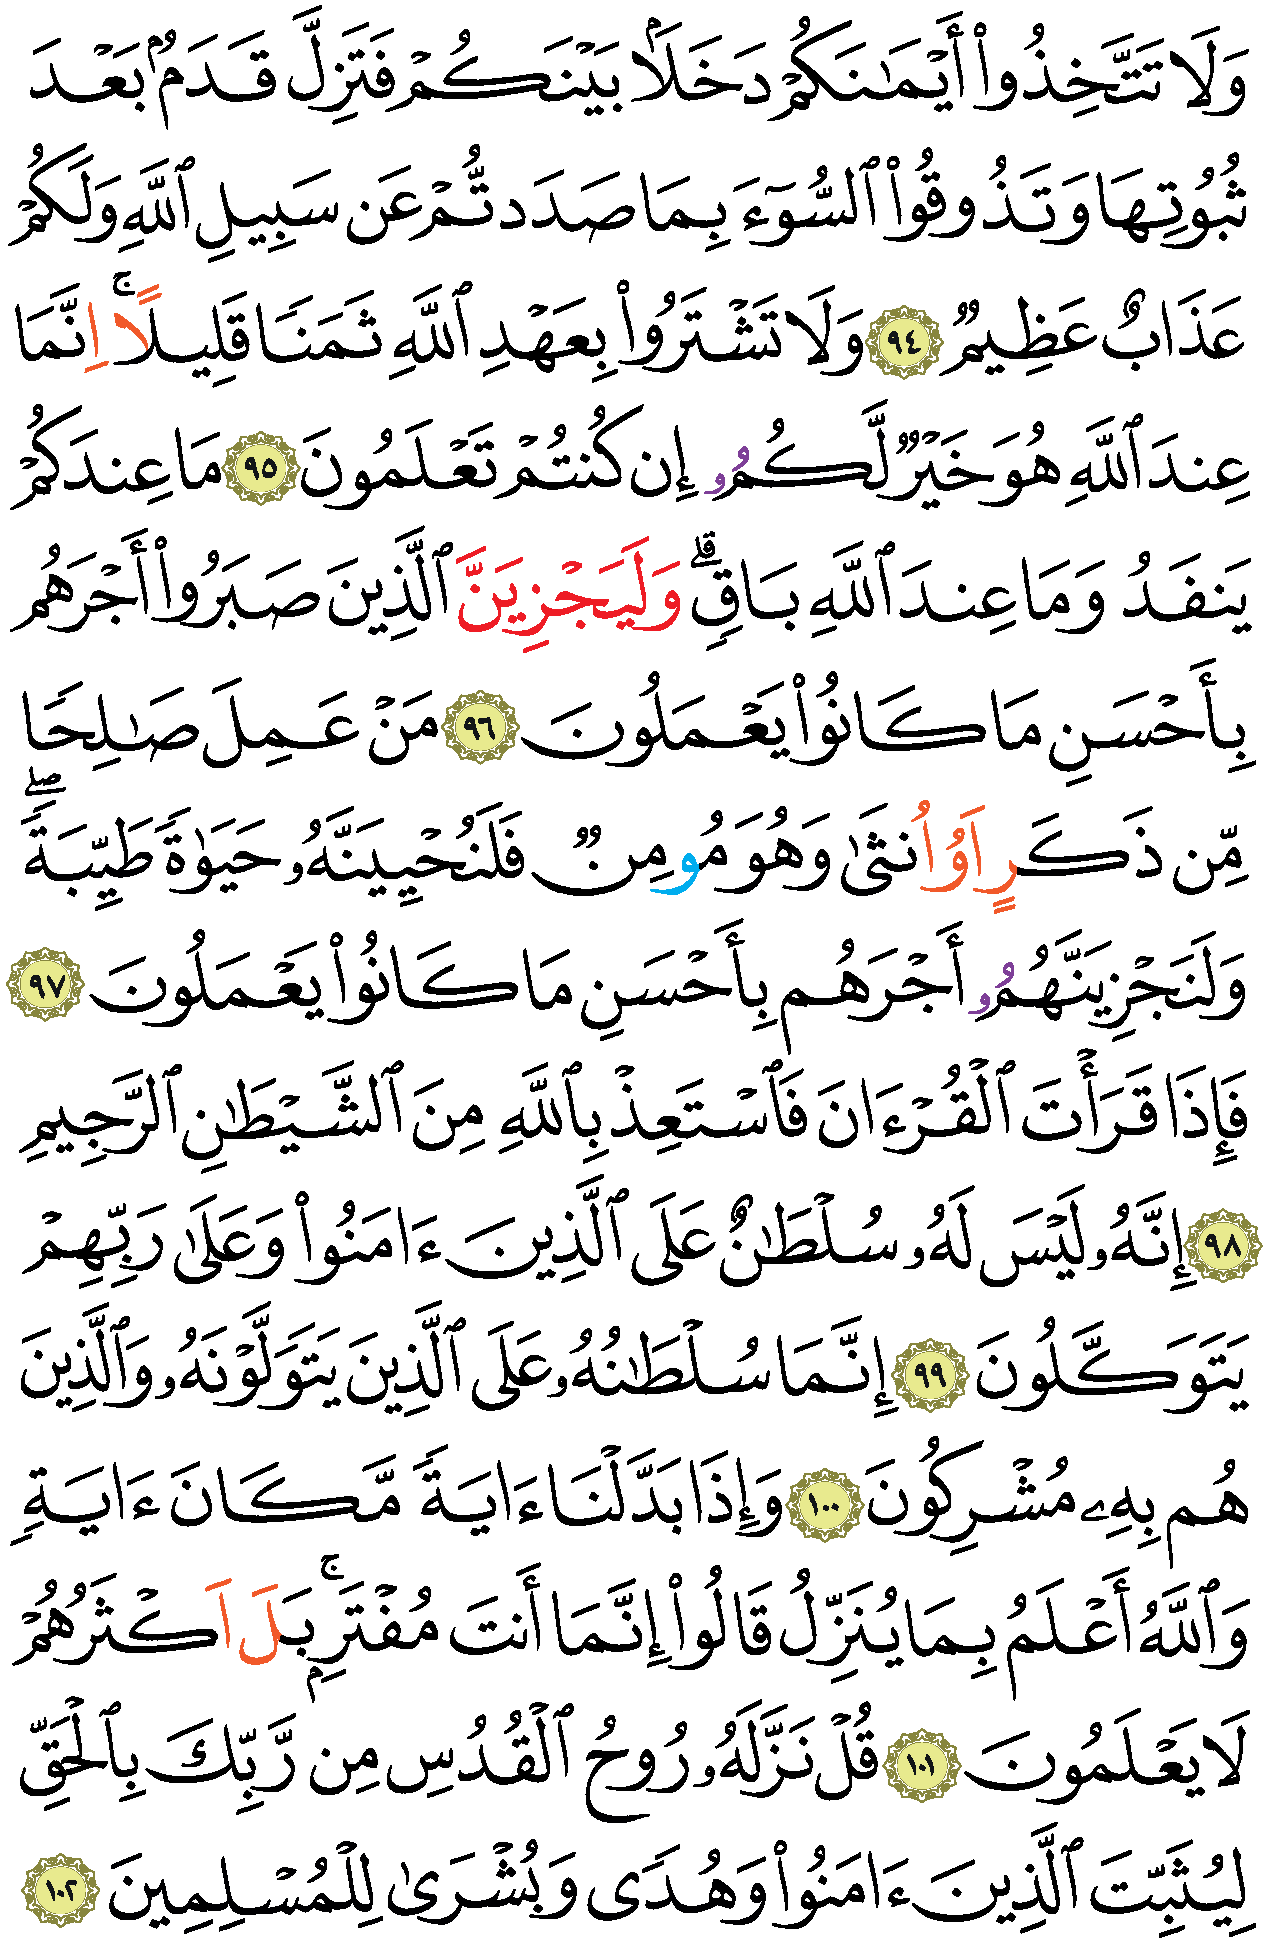 وَلَا تَتَّخِذُوٓاْ أَيْمَٰنَكُمْ دَخَلَۢا بَيْنَكُمْ فَتَزِلَّ قَدَمُۢ بَعْدَ
ثُبُوتِهَا وَتَذُوقُواْ ٱلسُّوٓءَ بِمَا صَدَدتُّمْ عَن سَبِيلِ ٱللَّهِ وَلَكُمْ
عَذَابٌ عَظِيمٌ ٩٤ وَلَا تَشْتَرُواْ بِعَهْدِ ٱللَّهِ ثَمَنًا قَلِيلًاۚ اِنَّمَا
عِندَ ٱللَّهِ هُوَ خَيْرٌ لَّكُمُۥ إِن كُنتُمْ تَعْلَمُونَ ٩٥ مَا عِندَكُمْ
يَنفَدُ وَمَا عِندَ ٱللَّهِ بَاقٍۗ وَلَيَجْزِيَنَّ ٱلَّذِينَ صَبَرُواْ أَجْرَهُم
بِأَحْسَنِ مَا كَانُواْ يَعْمَلُونَ ٩٦ مَنْ عَمِلَ صَٰلِحًا
مِّن ذَكَرٍ اَوُ اُنثَىٰ وَهُوَ مُومِنٌ فَلَنُحْيِيَنَّهُۥ حَيَوٰةً طَيِّبَةًۖ
وَلَنَجْزِيَنَّهُمُۥ أَجْرَهُم بِأَحْسَنِ مَا كَانُواْ يَعْمَلُونَ ٩٧
فَإِذَا قَرَأْتَ ٱلْقُرْءَانَ فَٱسْتَعِذْ بِٱللَّهِ مِنَ ٱلشَّيْطَٰنِ ٱلرَّجِيمِ
٩٨ إِنَّهُۥ لَيْسَ لَهُۥ سُلْطَٰنٌ عَلَى ٱلَّذِينَ ءَامَنُواْ وَعَلَىٰ رَبِّهِمْ
يَتَوَكَّلُونَ ٩٩ إِنَّمَا سُلْطَٰنُهُۥ عَلَى ٱلَّذِينَ يَتَوَلَّوْنَهُۥ وَٱلَّذِينَ
هُم بِهِۦ مُشْرِكُونَ ١٠٠ وَإِذَا بَدَّلْنَا ءَايَةً مَّكَانَ ءَايَةٍ
وَٱللَّهُ أَعْلَمُ بِمَا يُنَزِّلُ قَالُواْ إِنَّمَا أَنتَ مُفْتَرِۭۚ بَلَ اَكْثَرُهُمْ
لَا يَعْلَمُونَ ١٠١ قُلْ نَزَّلَهُۥ رُوحُ ٱلْقُدُسِ مِن رَّبِّكَ بِٱلْحَقِّ
لِيُثَبِّتَ ٱلَّذِينَ ءَامَنُواْ وَهُدًى وَبُشْرَىٰ لِلْمُسْلِمِينَ ١٠٢